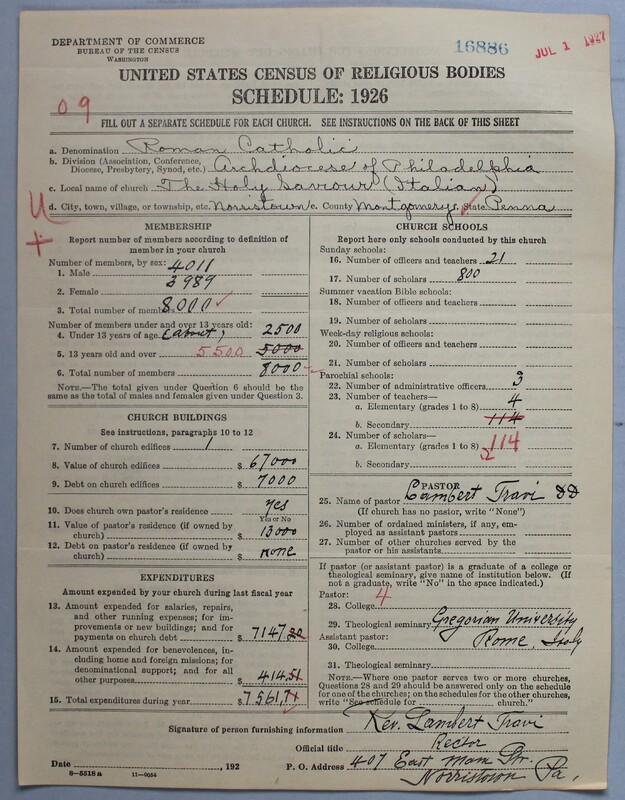 DEPARTMENT OF COMMERCE
BUREAU OF THE CENSUS
WASHINGTON
16886
JUL 1 1927
UNITED STATES CENSUS OF RELIGIOUS BODIES
SCHEDULE: 1926
09
FILL OUT A SEPARATE SCHEDULE FOR EACH CHURCH. SEE INSTRUCTIONS ON THE BACK OF THIS SHEET
a. Denomination Roman Catholic
b. Division (Association, Conference, Diocese, Presbytery, Synod, etc.) Archdiocese of Philadelphia
c. Local name of church The Holy Saviour (Italian)
d. City, town, village, or township, etc. Norristown e. County Montgomery f. State Penna
U
+
MEMBERSHIP
Report number of members according to definition of
member in your church
Number of members, by sex:
1. Male 4011
2. Female 3989
3. Total number of members 8000
Number of members under and over 13 years old:
4. Under 13 years of age (about) 2500
5. 13 years old and over 5500 5000
6. Total number of members 8000
NOTE.—The total given under Question 6 should be the
same as the total of males and females given under Question 3.
CHURCH BUILDINGS
See instructions, paragraphs 10 to 12
7. Number of church edifices 1
8. Value of church edifices $ 67000
9. Debt on church edifices $ 7000
10. Does church own pastor's residence? yes
Yes or No
11. Value of pastor's residence (if owned by
church) $ 13000
12. Debt on pastor's residence (if owned by
church) $ none
EXPENDITURES
Amount expended by your church during last fiscal year
13. Amount expended for salaries, repairs,
and other running expenses; for im-
provements or new buildings; and for
payments on church debt $ 7147.20
14. Amount expended for benevolences,
including home and foreign missions; for
denominational support; and for all
other purposes $ 414.51
15. Total expenditures during year $ 7561.71
CHURCH SCHOOLS
Report here only schools conducted by this church
Sunday schools:
16. Number of officers and teachers 21
17. Number of scholars 800
Summer vacation Bible schools:
18. Number of officers and teachers
19. Number of scholars
Week-day religious schools:
20. Number of officers and teachers
21. Number of scholars
Parochial schools:
22. Number of administrative officers 3
23. Number of teachers—
a. Elementary (grades 1 to 8) 4
b. Secondary 114
24. Number of scholars—
a. Elementary (grades 1 to 8) 114
b. Secondary
PASTOR
25. Name of pastor Lambert Travi DD
(If church has no pastor, write "None")
26. Number of ordained ministers, if any, em-
ployed as assistant pastors
27. Number of other churches served by the
pastor or his assistants
If pastor (or assistant pastor) is a graduate of a college or
theological seminary, give name of institution below. (If
not a graduate, write "No" in the space indicated.)
Pastor: 4
28. College
29. Theological seminary Gregorian University
Assistant pastor: Rome, Italy
30. College
31. Theological seminary
NOTE.—Where one pastor serves two or more churches,
Questions 28 and 29 should be answered only on the schedule
for one of the churches; on the schedules for the other churches,
write "See schedule for church."
Signature of person furnishing information Rev. Lambert Travi
Official title Rector
Date , 192 P. O. Address 407 East Main Str.
8—5518a 11—9054 Norristown Pa,